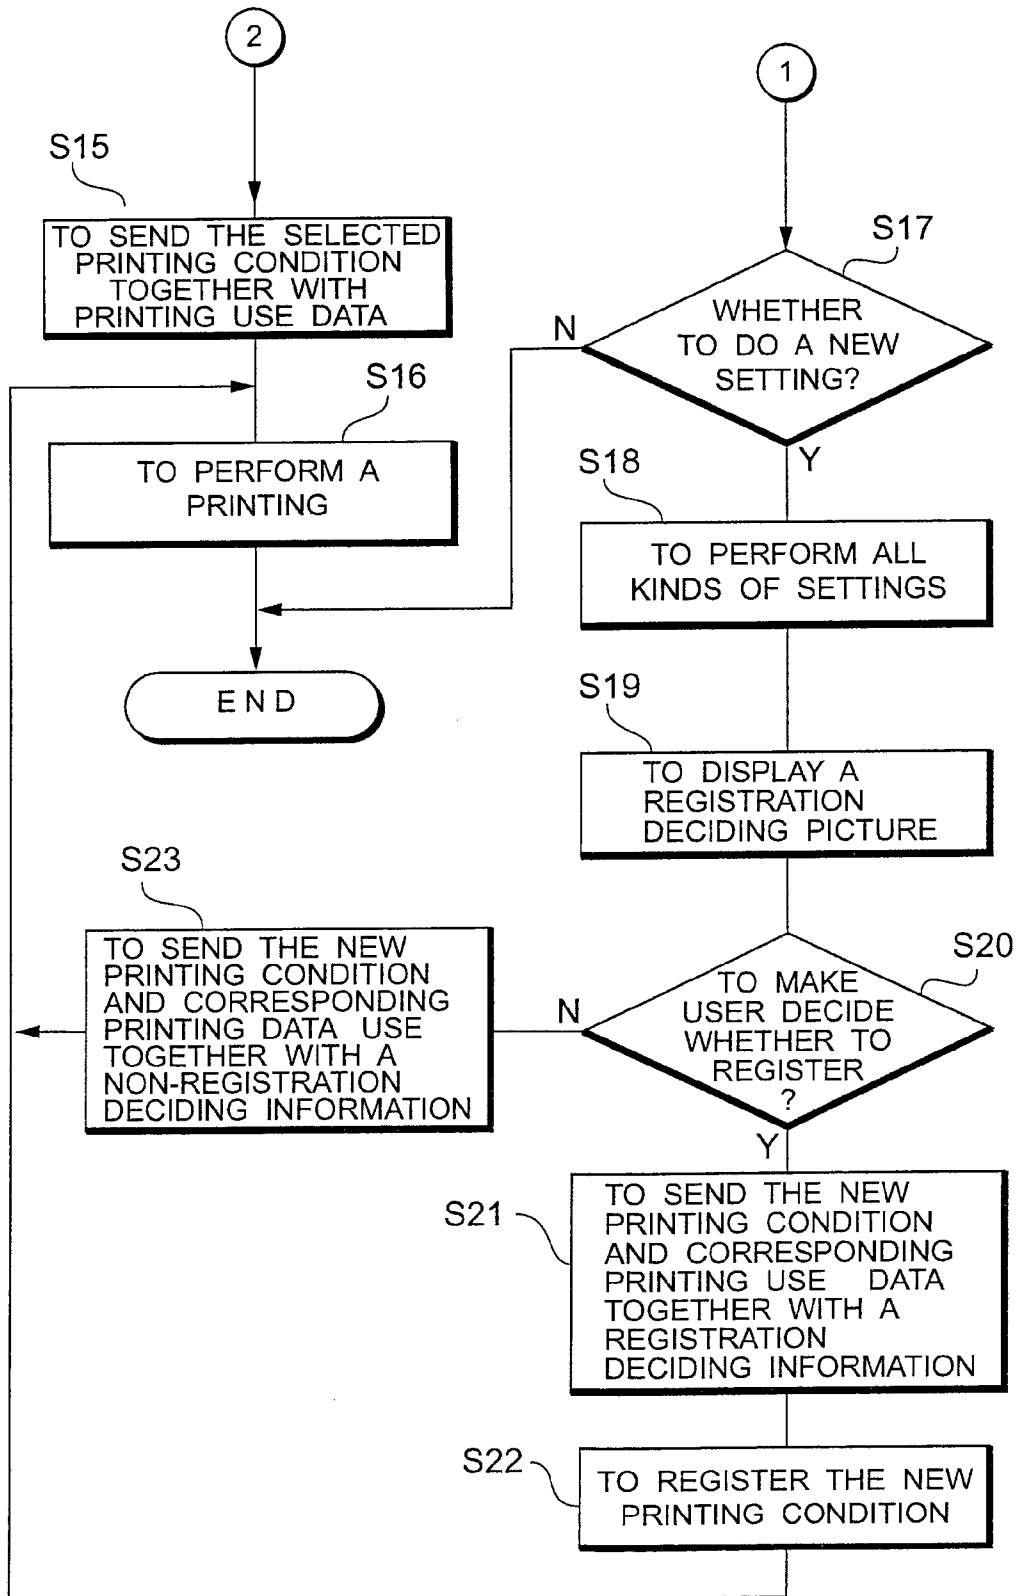 2
S15
TO SEND THE SELECTED
PRINTING CONDITION
TOGETHER WITH
PRINTING USE DATA
S16
TO PERFORM A
PRINTING
END
1
S17
WHETHER
TO DO A NEW
SETTING?
N
Y
S18
TO PERFORM ALL
KINDS OF SETTINGS
S19
TO DISPLAY A
REGISTRATION
DECIDING PICTURE
S20
TO MAKE
USER DECIDE
WHETHER TO
REGISTER
?
N
Y
S23
TO SEND THE NEW
PRINTING CONDITION
AND CORRESPONDING
PRINTING DATA USE
TOGETHER WITH A
NON-REGISTRATION
DECIDING INFORMATION
S21
TO SEND THE NEW
PRINTING CONDITION
AND CORRESPONDING
PRINTING USE DATA
TOGETHER WITH A
REGISTRATION
DECIDING INFORMATION
S22
TO REGISTER THE NEW
PRINTING CONDITION